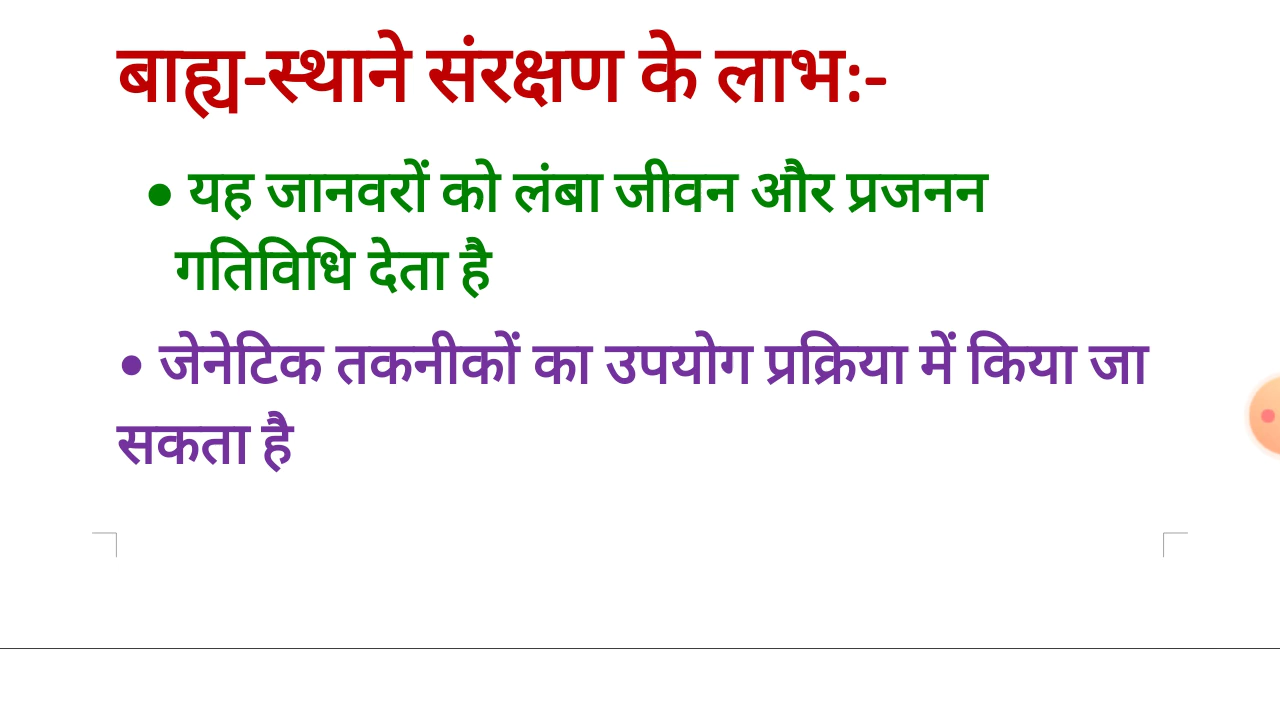 बाह्य-स्थाने संरक्षण के लाभ:-
• यह जानवरों को लंबा जीवन और प्रजनन
गतिविधि देता है
• जेनेटिक तकनीकों का उपयोग प्रक्रिया में किया जा
सकता है